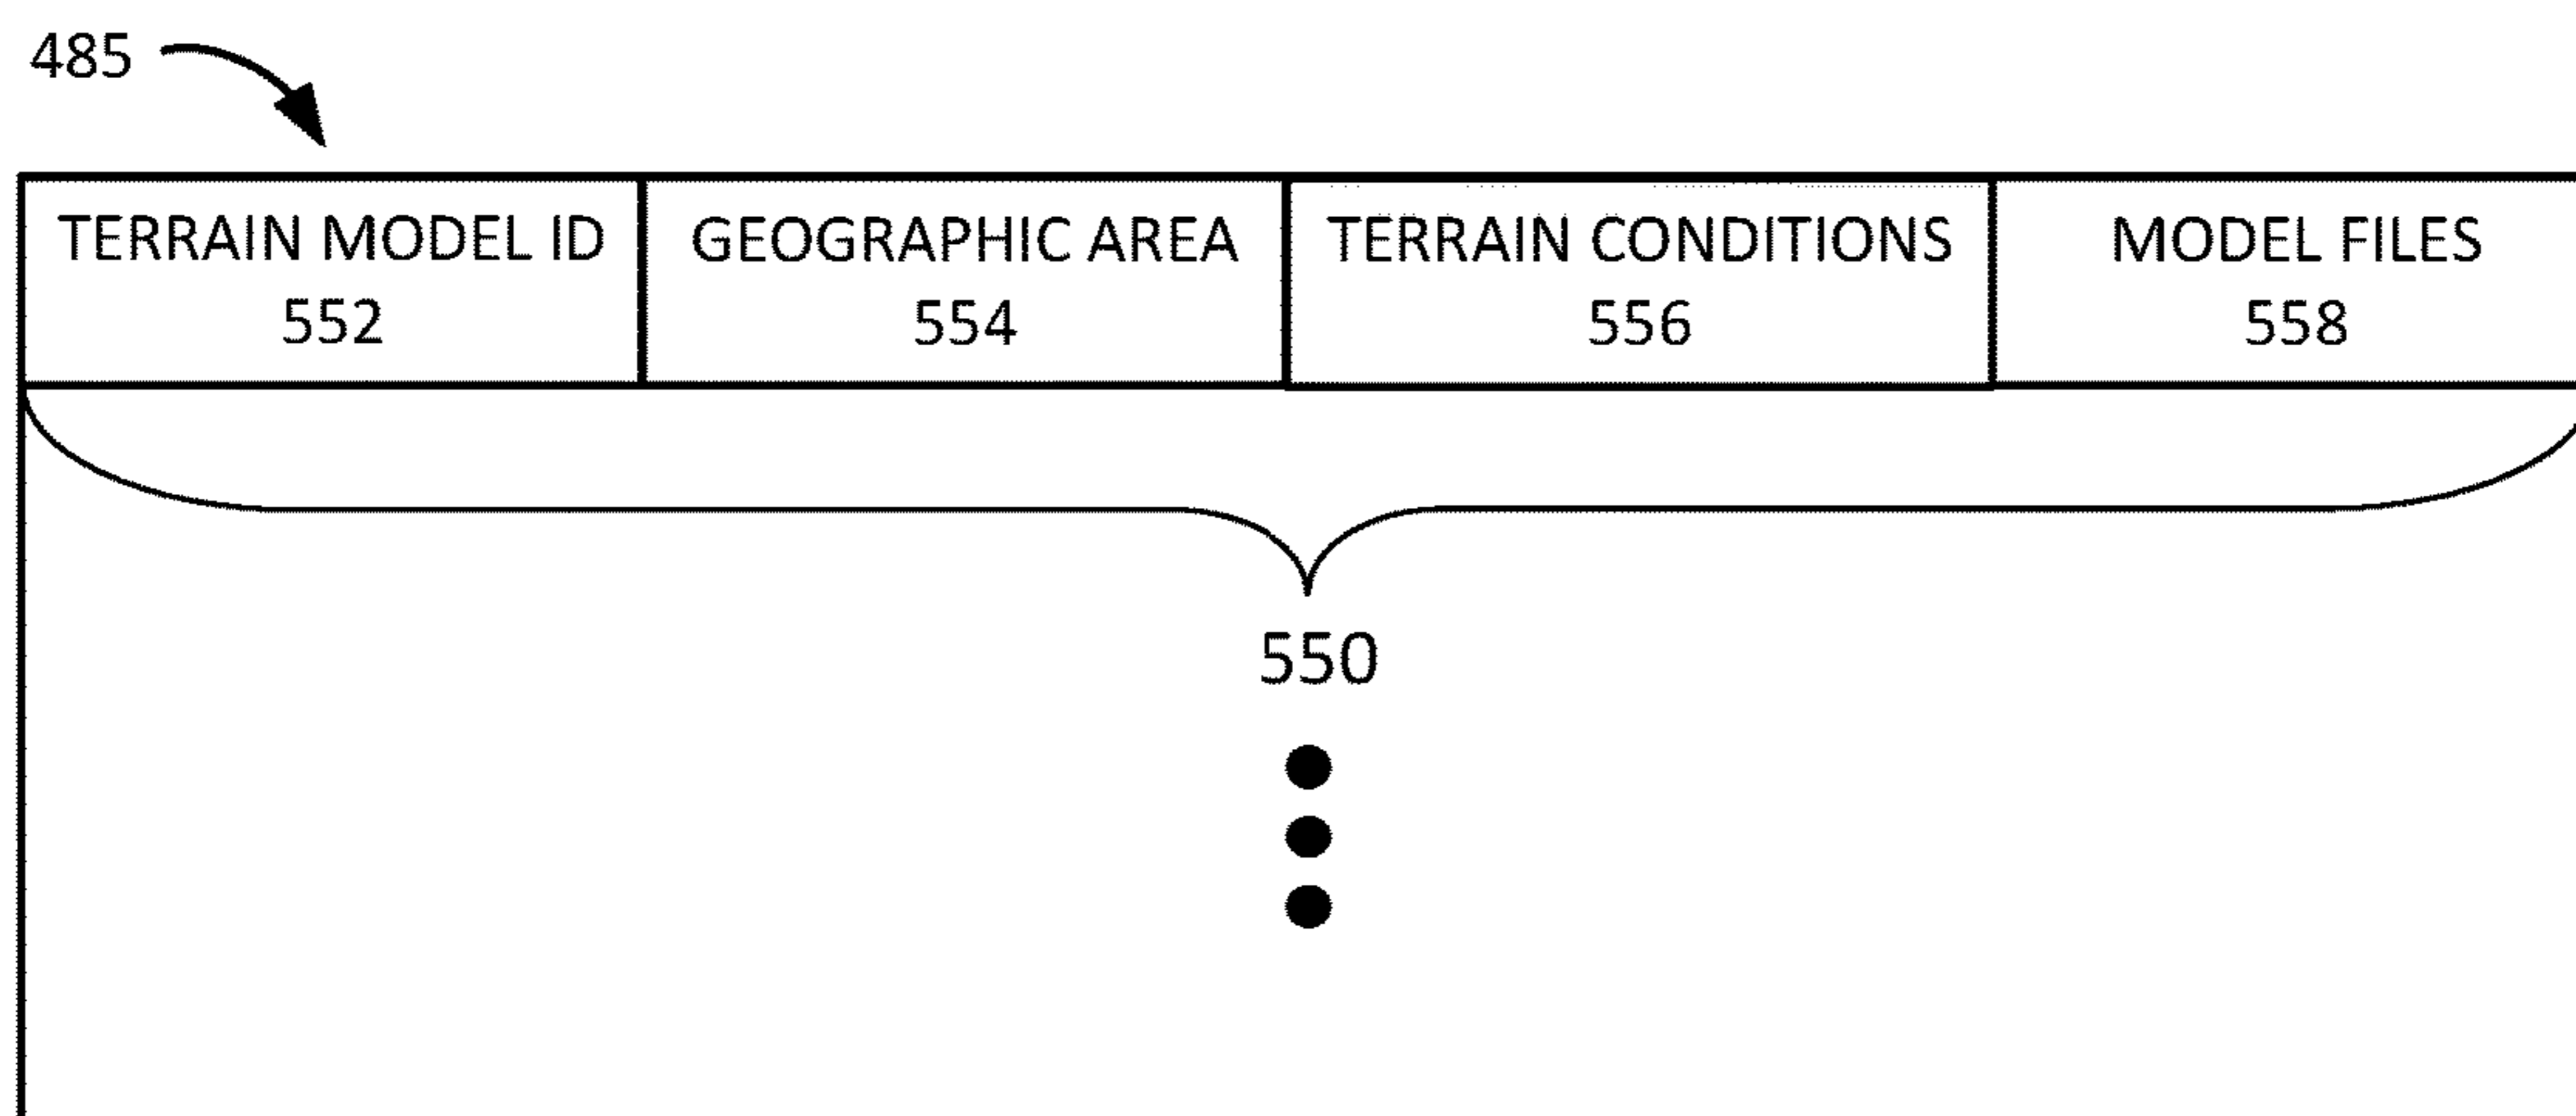 485
TERRAIN MODEL ID
552
GEOGRAPHIC AREA
554
TERRAIN CONDITIONS
556
MODEL FILES
558
550